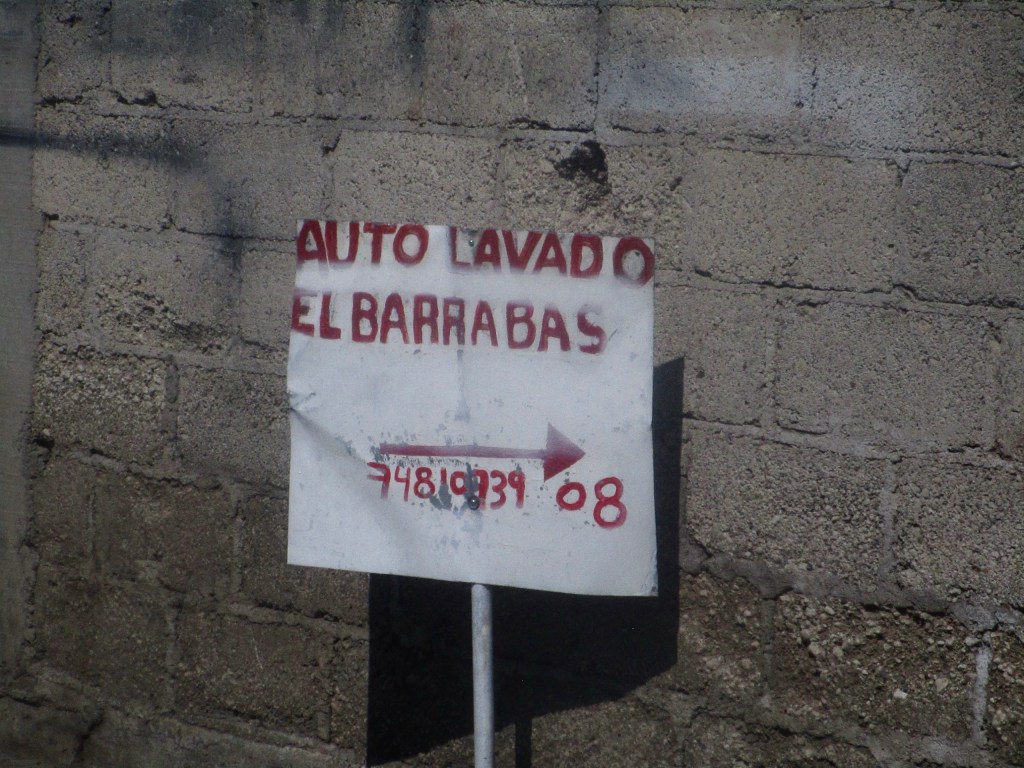 AUTO LAVADO
EL BARRABAS
74810939 08